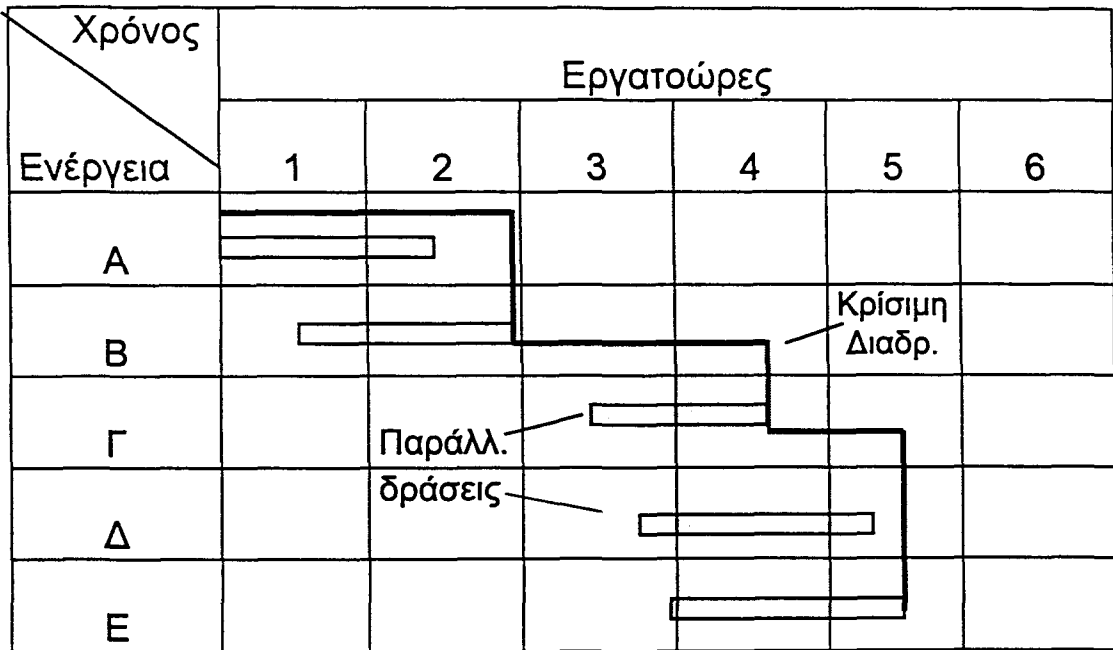 Χρόνος
Εργατοώρες
Ενέργεια 1 2 3 4 5 6
Α
Β
Κρίσιμη
Διαδρ.
Γ
Παράλλ.
δράσεις
Δ
Ε